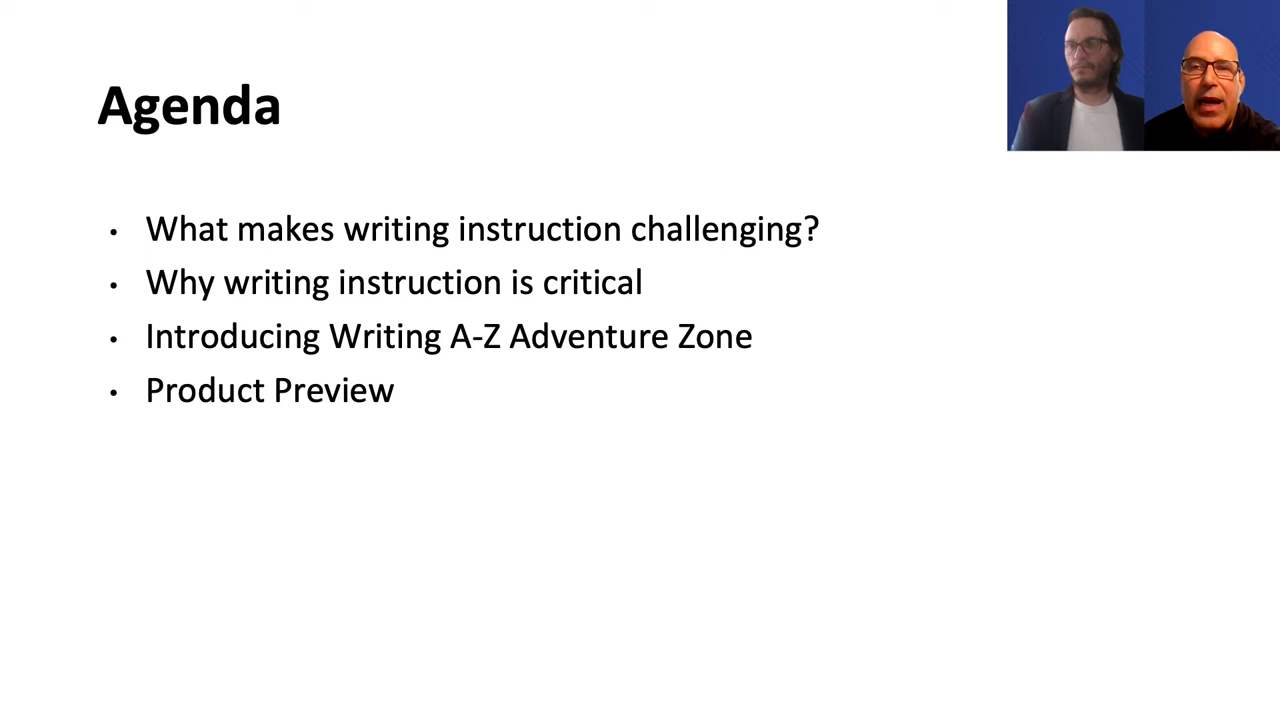 Agenda
• What makes writing instruction challenging?
• Why writing instruction is critical
• Introducing Writing A-Z Adventure Zone
• Product Preview